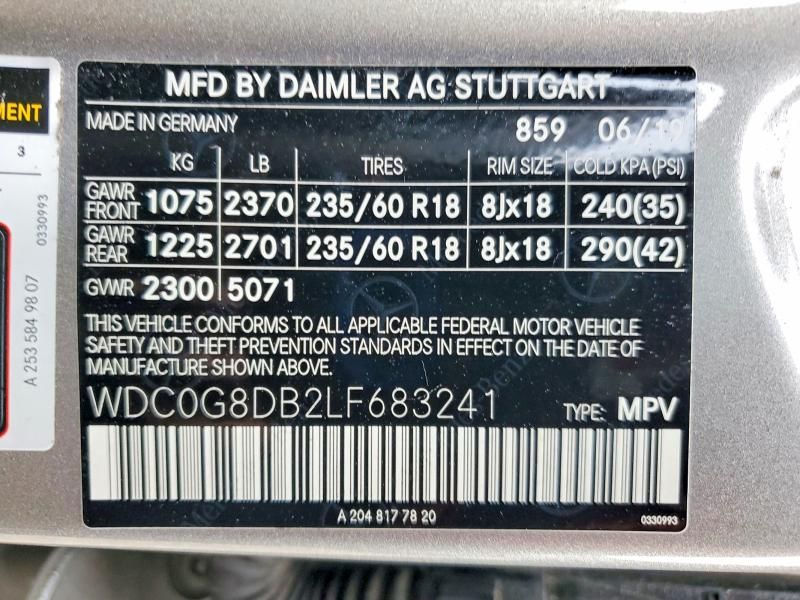 MFD BY DAIMLER AG STUTTGART
MADE IN GERMANY 859 06/19
KG LB TIRES RIM SIZE COLD KPA (PSI)
GAWR FRONT 1075 2370 235/60 R18 8Jx18 240(35)
GAWR REAR 1225 2701 235/60 R18 8Jx18 290(42)
GVWR 2300 5071
THIS VEHICLE CONFORMS TO ALL APPLICABLE FEDERAL MOTOR VEHICLE
SAFETY AND THEFT PREVENTION STANDARDS IN EFFECT ON THE DATE OF
MANUFACTURE SHOWN ABOVE.
WDC0G8DB2LF683241 TYPE: MPV
A 204 817 78 20 0330993
3
0330993
A 253 584 98 07